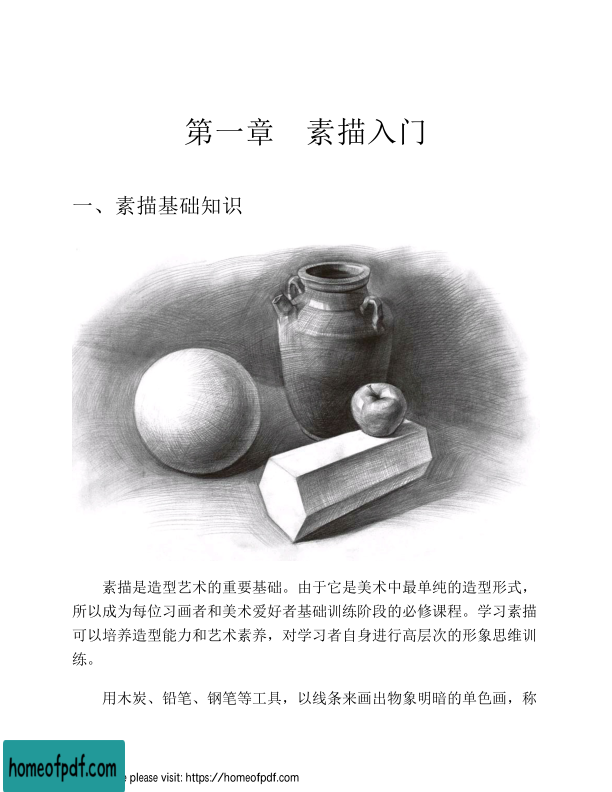 第一章　素描入门
一、素描基础知识
素描是造型艺术的重要基础。由于它是美术中最单纯的造型形式，
所以成为每位习画者和美术爱好者基础训练阶段的必修课程。学习素描
可以培养造型能力和艺术素养，对学习者自身进行高层次的形象思维训
练。
用木炭、铅笔、钢笔等工具，以线条来画出物象明暗的单色画，称
homeofpdf.com
please visit: https://homeofpdf.com